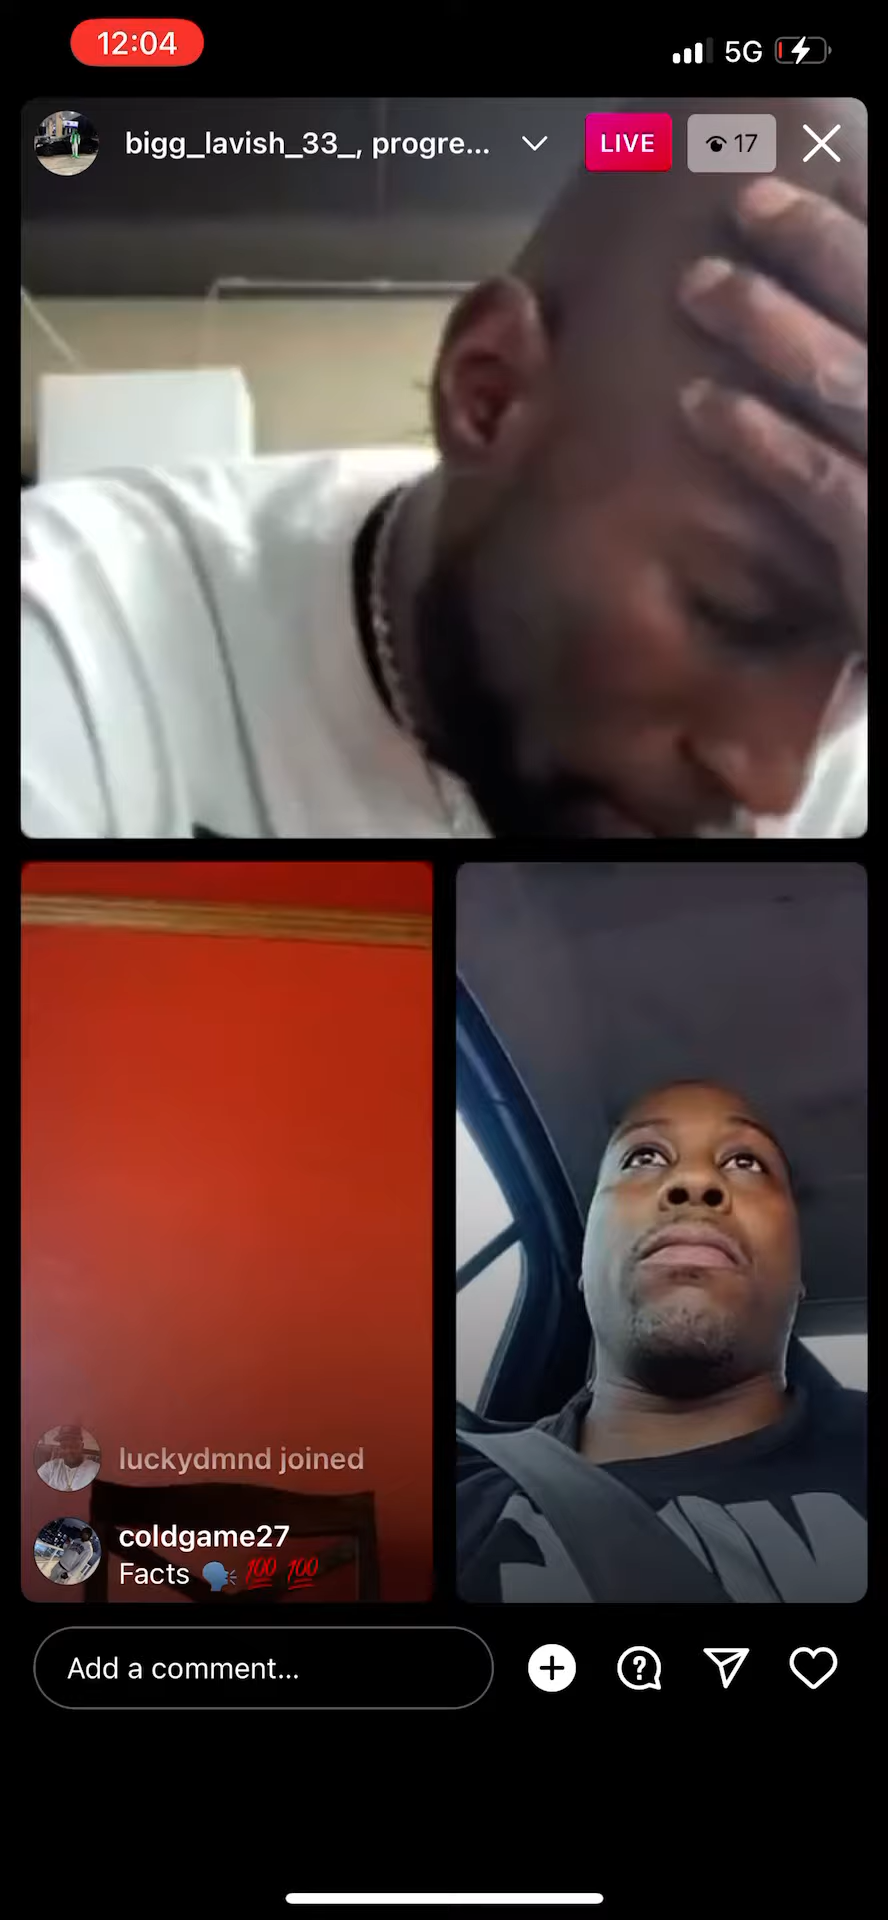 12:04
5G
bigg_lavish_33_, progre...
LIVE
17
luckydmnd joined
coldgame27
Facts 🗣️ 💯 💯
Add a comment...